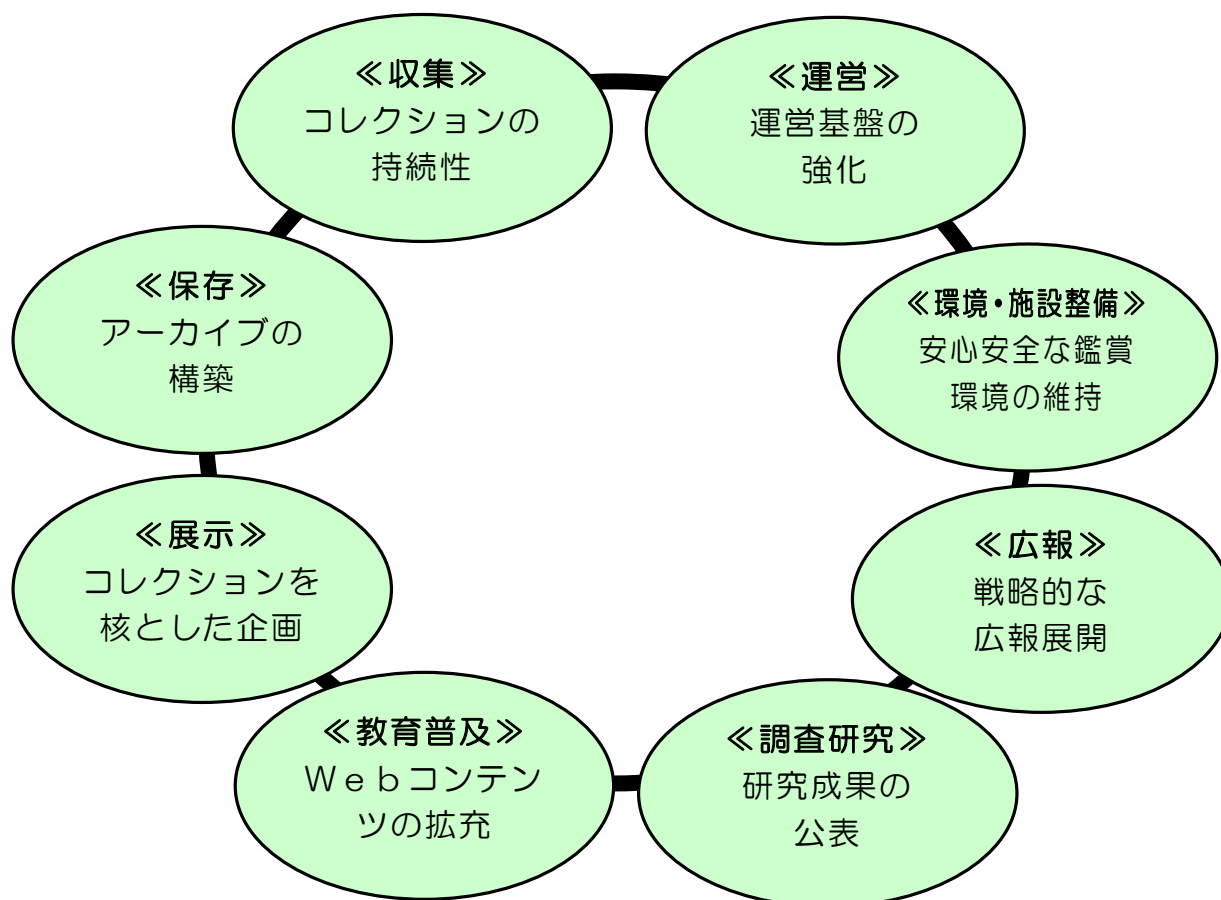 ≪収集≫
コレクションの
持続性
≪運営≫
運営基盤の
強化
≪保存≫
アーカイブの
構築
≪環境・施設整備≫
安心安全な鑑賞
環境の維持
≪展示≫
コレクションを
核とした企画
≪広報≫
戦略的な
広報展開
≪教育普及≫
Ｗｅｂコンテン
ツの拡充
≪調査研究≫
研究成果の
公表